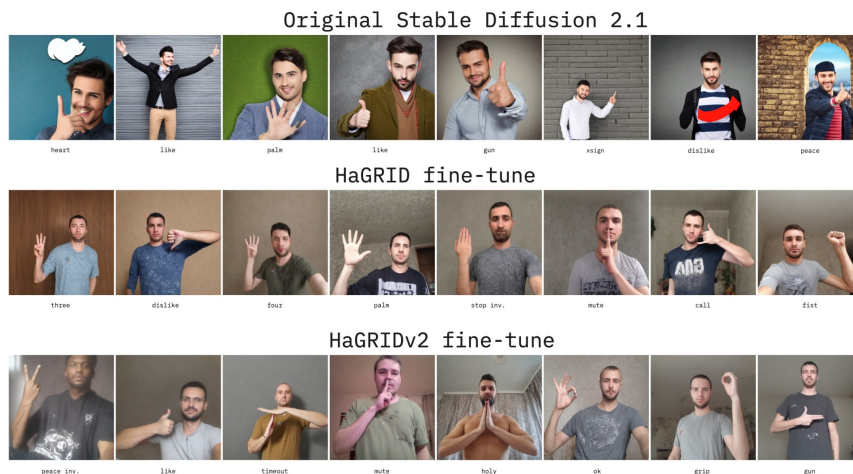 Original Stable Diffusion 2.1
heart like palm like gun xsign dislike peace
HaGRID fine-tune
three dislike four palm stop inv. mute call fist
HaGRIDv2 fine-tune
peace inv. like timeout mute holy ok grip gun